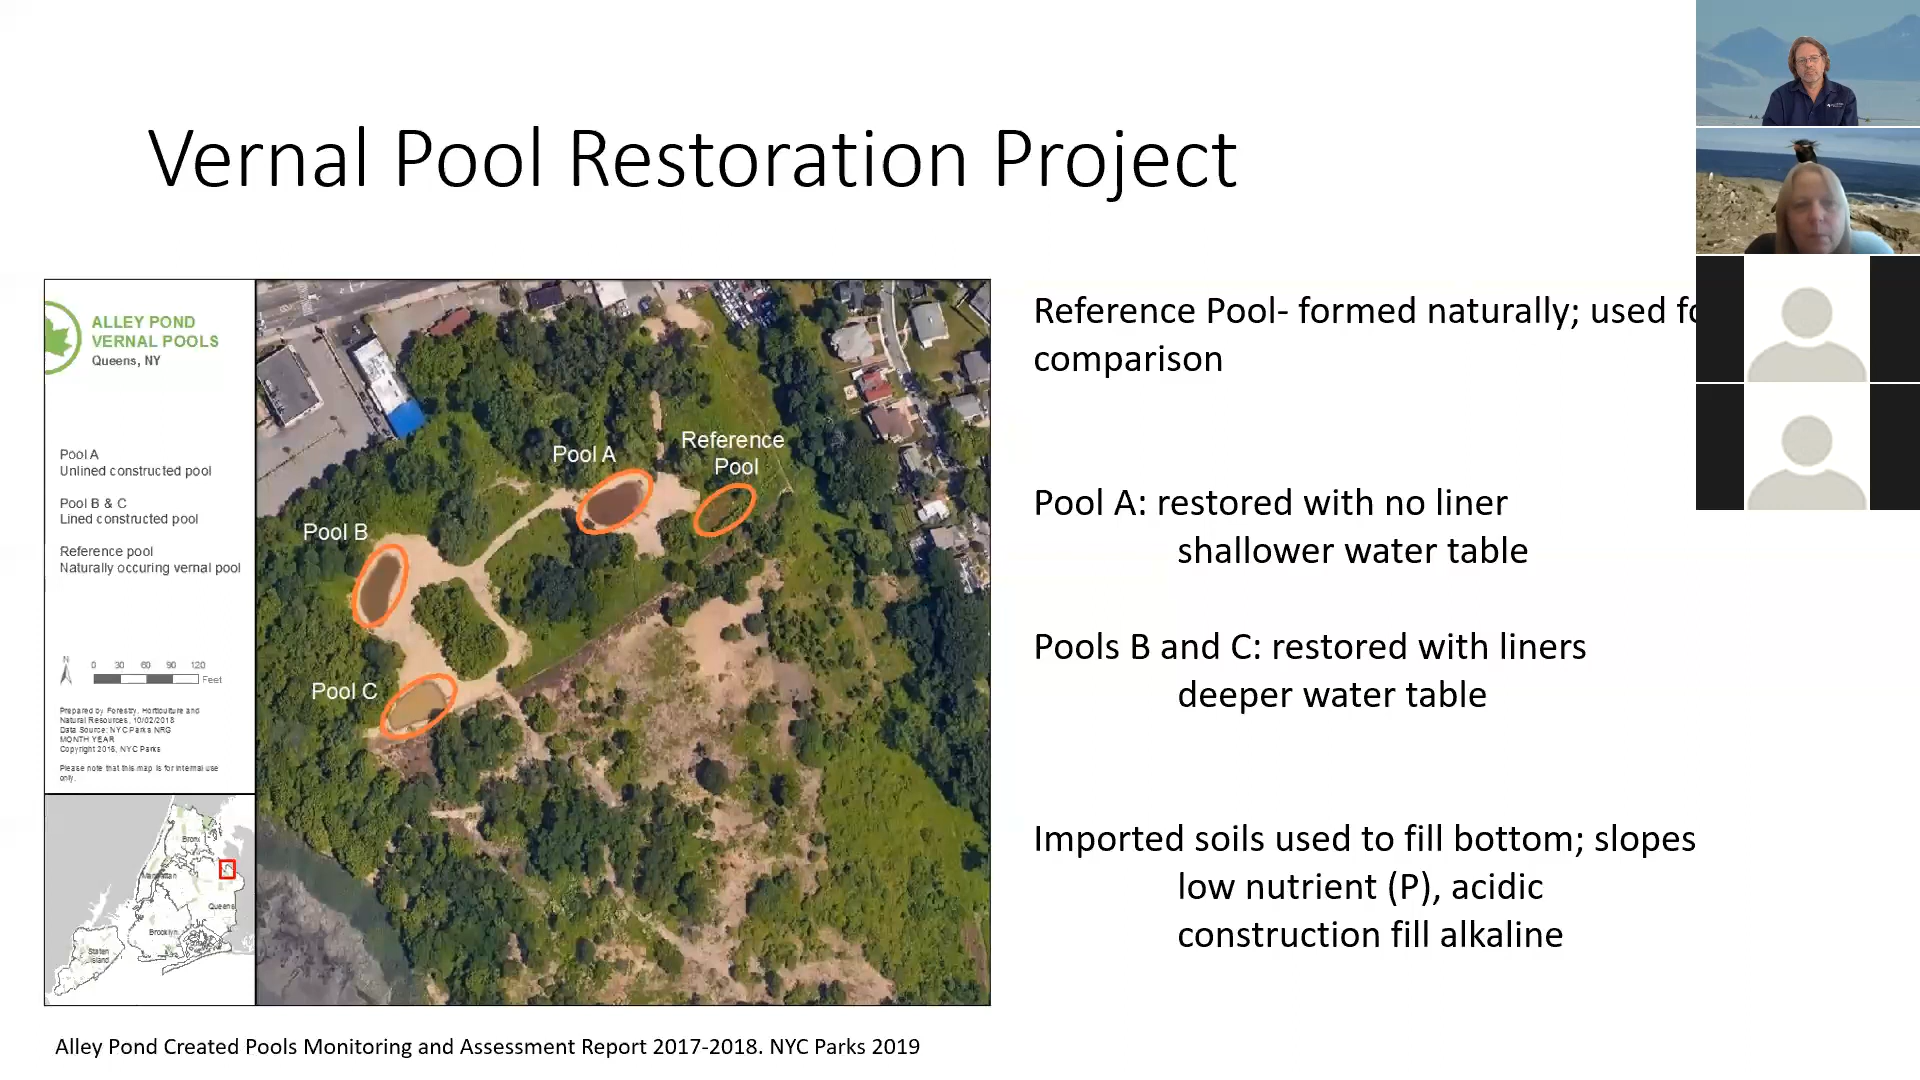 Vernal Pool Restoration Project
ALLEY POND
VERNAL POOLS
Queens, NY
Pool A
Unlined constructed pool
Pool B & C
Lined constructed pool
Reference pool
Naturally occuring vernal pool
N
0 30 60 90 120
Feet
Prepared by Forestry, Horticulture and
Natural Resources, 10/02/2018
Data Source: NYC Parks NRG
MONTH YEAR
Copyright 2018, NYC Parks
Please note that this map is for internal use
only.
Bronx
Manhattan
Queens
Brooklyn
Staten
Island
Pool A
Reference
Pool
Pool B
Pool C
Reference Pool- formed naturally; used fo
comparison
Pool A: restored with no liner
shallower water table
Pools B and C: restored with liners
deeper water table
Imported soils used to fill bottom; slopes
low nutrient (P), acidic
construction fill alkaline
Alley Pond Created Pools Monitoring and Assessment Report 2017-2018. NYC Parks 2019